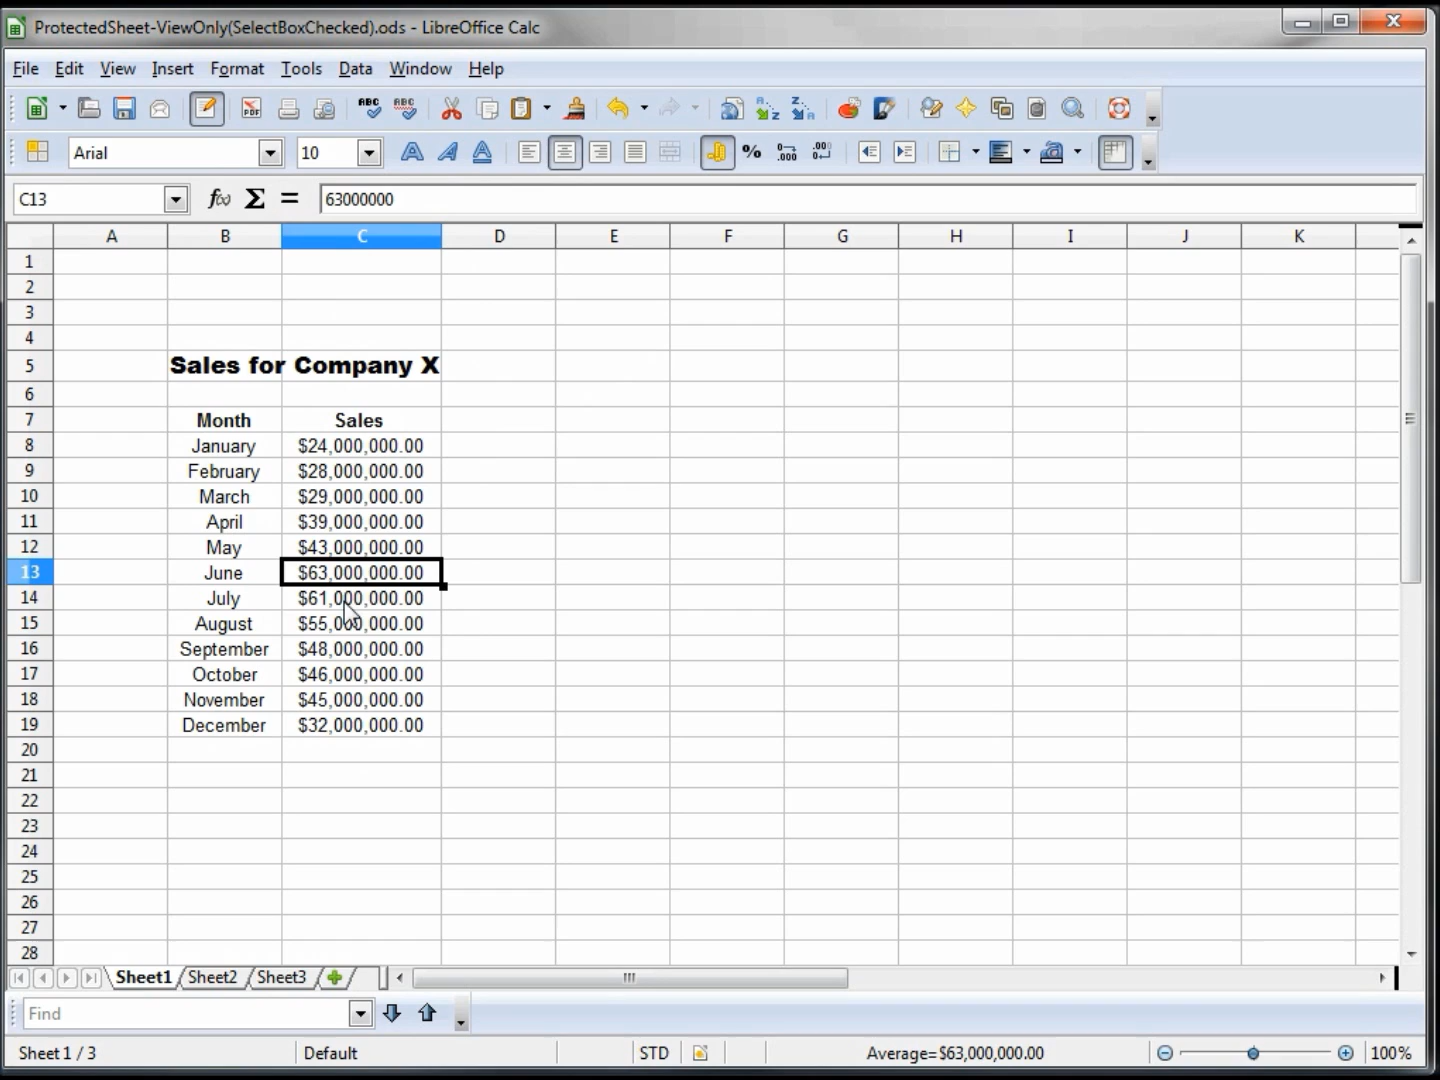 ProtectedSheet-ViewOnly(SelectBoxChecked).ods - LibreOffice Calc
File Edit View Insert Format Tools Data Window Help
PDF ABC ABC
Arial 10
C13 f(x) Σ = 63000000
A B C D E F G H I J K
1
2
3
4
5 Sales for Company X
6
7 Month Sales
8 January $24,000,000.00
9 February $28,000,000.00
10 March $29,000,000.00
11 April $39,000,000.00
12 May $43,000,000.00
13 June $63,000,000.00
14 July $61,000,000.00
15 August $55,000,000.00
16 September $48,000,000.00
17 October $46,000,000.00
18 November $45,000,000.00
19 December $32,000,000.00
20
21
22
23
24
25
26
27
28
Sheet1 Sheet2 Sheet3
Find
Sheet 1 / 3 Default STD Average=$63,000,000.00 100%